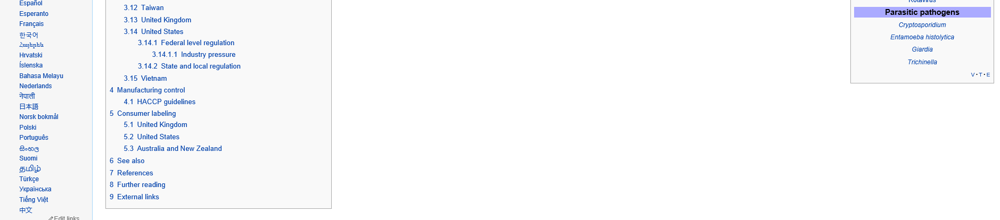 Español
Esperanto
Français
한국어
Հայերեն
Hrvatski
Íslenska
Bahasa Melayu
Nederlands
नेपाली
日本語
Norsk bokmål
Polski
Português
සිංහල
Suomi
தமிழ்
Türkçe
Українська
Tiếng Việt
中文
Edit links
3.12 Taiwan
3.13 United Kingdom
3.14 United States
3.14.1 Federal level regulation
3.14.1.1 Industry pressure
3.14.2 State and local regulation
3.15 Vietnam
4 Manufacturing control
4.1 HACCP guidelines
5 Consumer labeling
5.1 United Kingdom
5.2 United States
5.3 Australia and New Zealand
6 See also
7 References
8 Further reading
9 External links
Rotavirus
Parasitic pathogens
Cryptosporidium
Entamoeba histolytica
Giardia
Trichinella
V · T · E